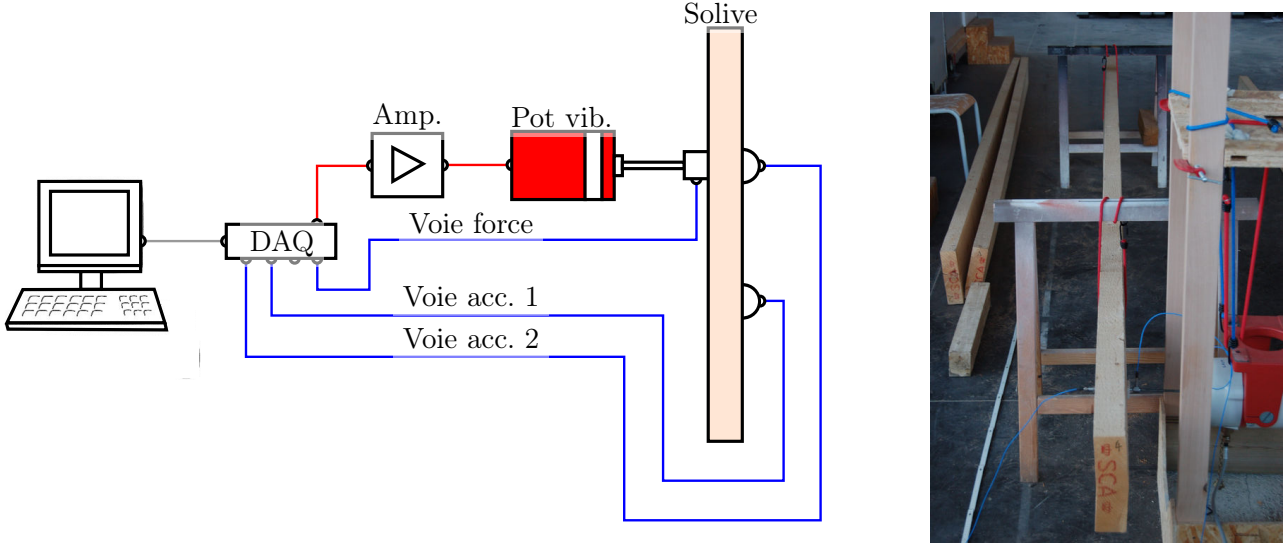 Solive
Amp.
Pot vib.
DAQ
Voie force
Voie acc. 1
Voie acc. 2
SCA